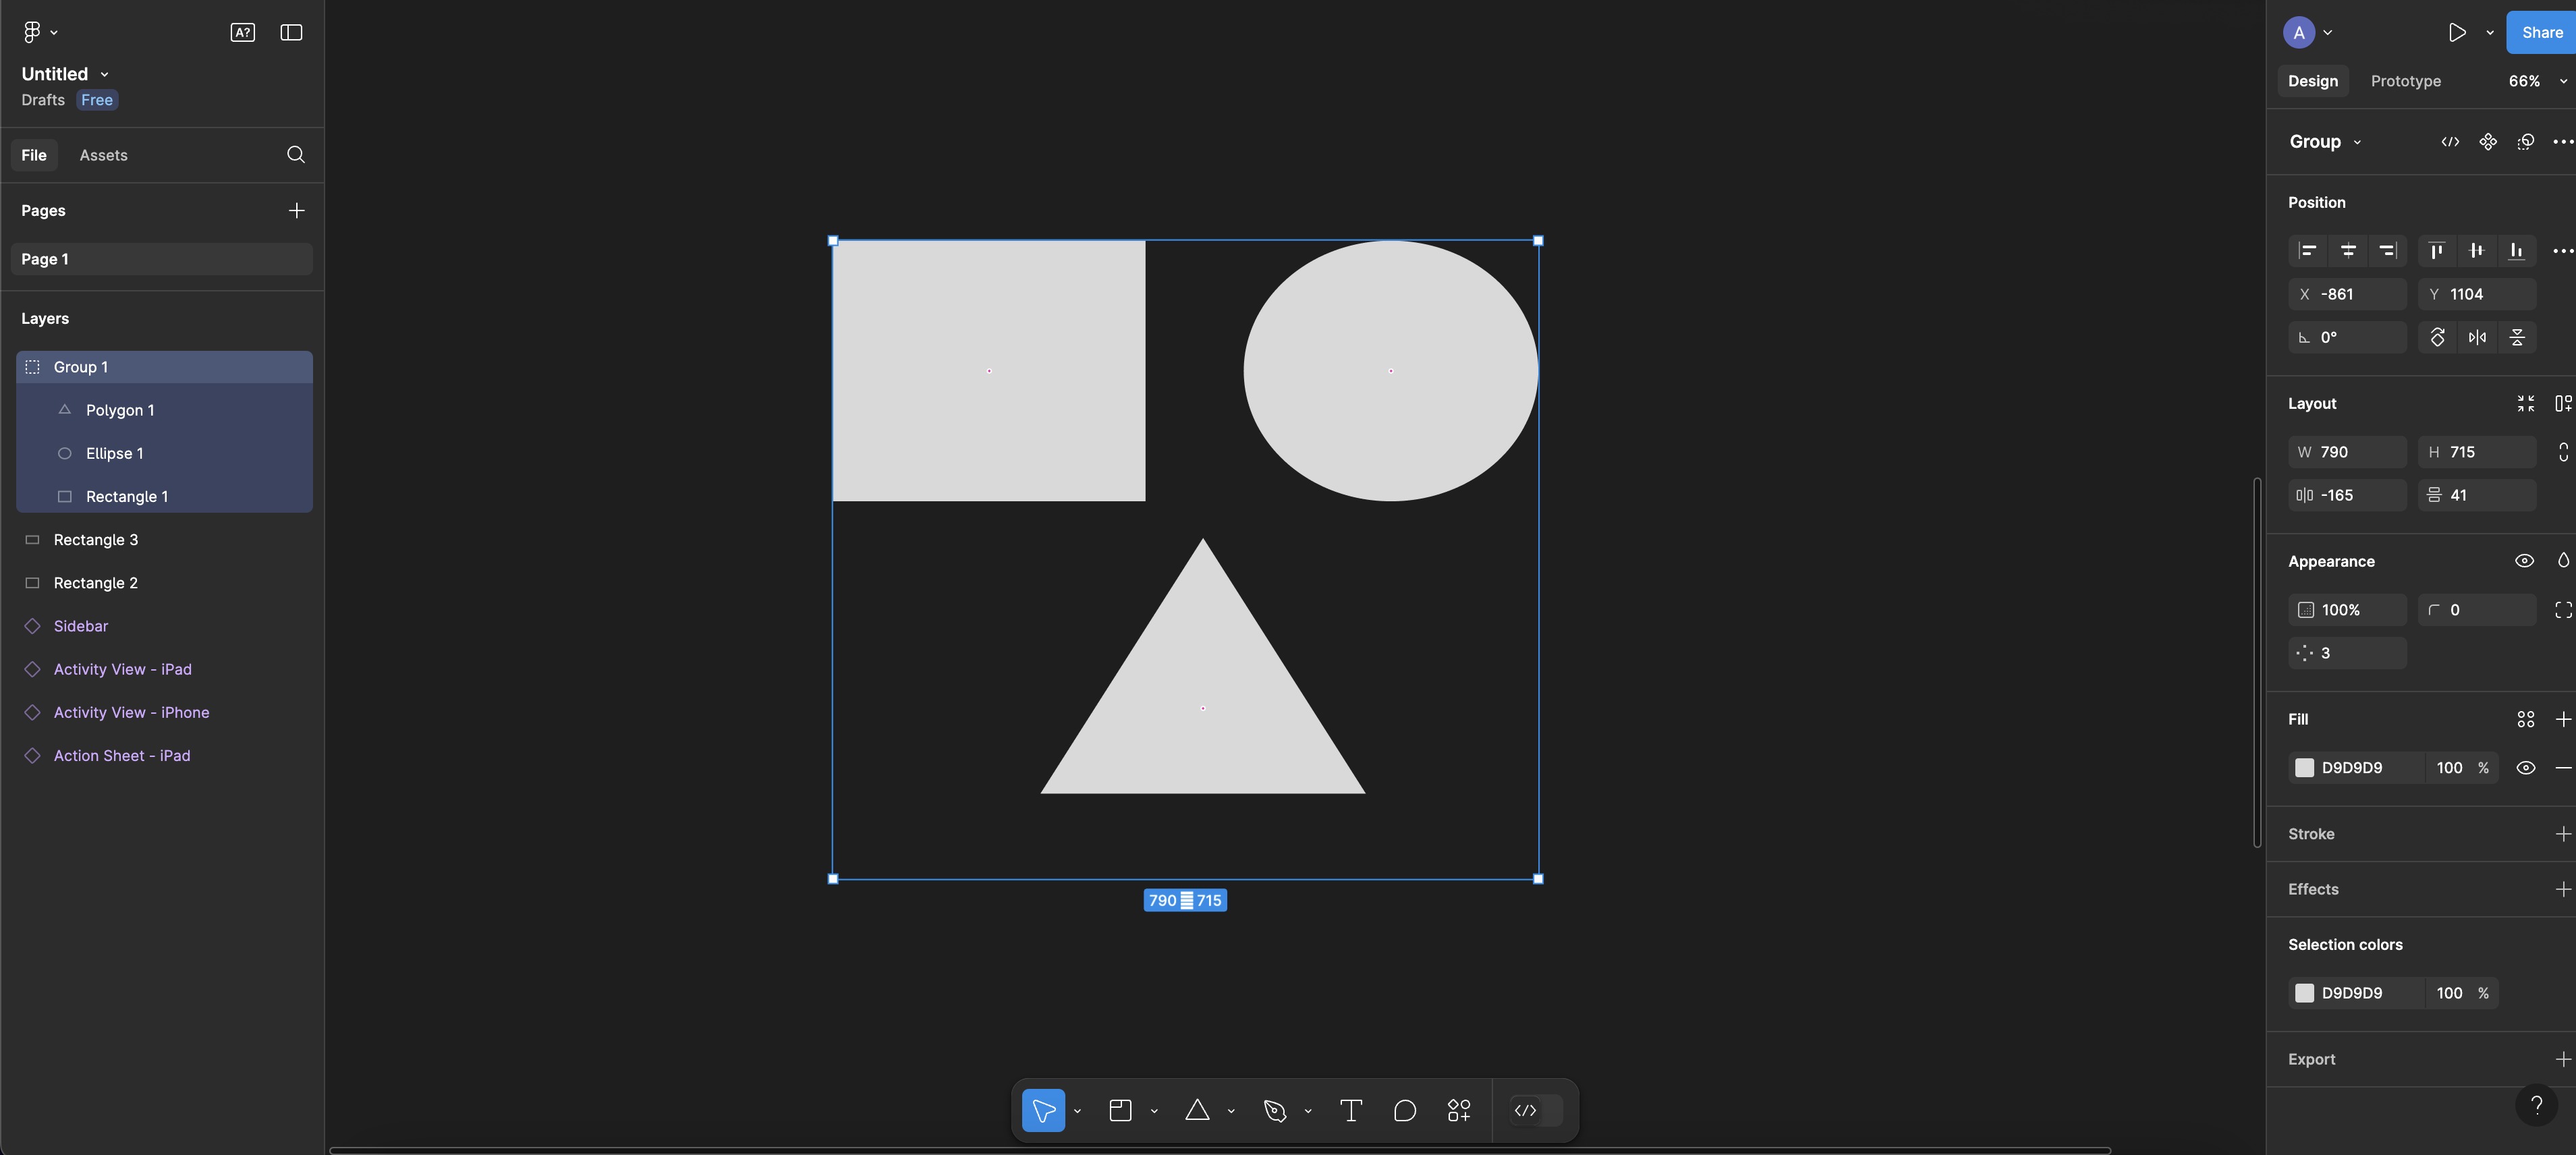 A?
Untitled
Drafts Free
File Assets
Pages
Page 1
Layers
Group 1
Polygon 1
Ellipse 1
Rectangle 1
Rectangle 3
Rectangle 2
Sidebar
Activity View - iPad
Activity View - iPhone
Action Sheet - iPad
790 715
A Share
Design Prototype 66%
Group
Position
X -861 Y 1104
0°
Layout
W 790 H 715
-165 41
Appearance
100% 0
3
Fill
D9D9D9 100 %
Stroke
Effects
Selection colors
D9D9D9 100 %
Export
?